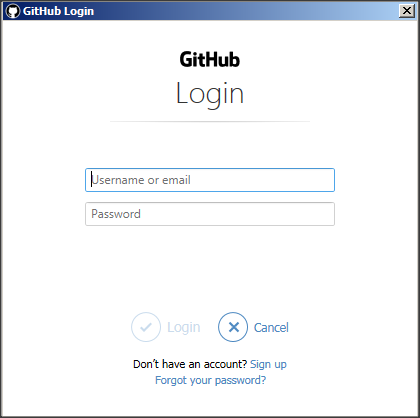 GitHub Login
GitHub
Login
Username or email
Password
Login Cancel
Don't have an account? Sign up
Forgot your password?